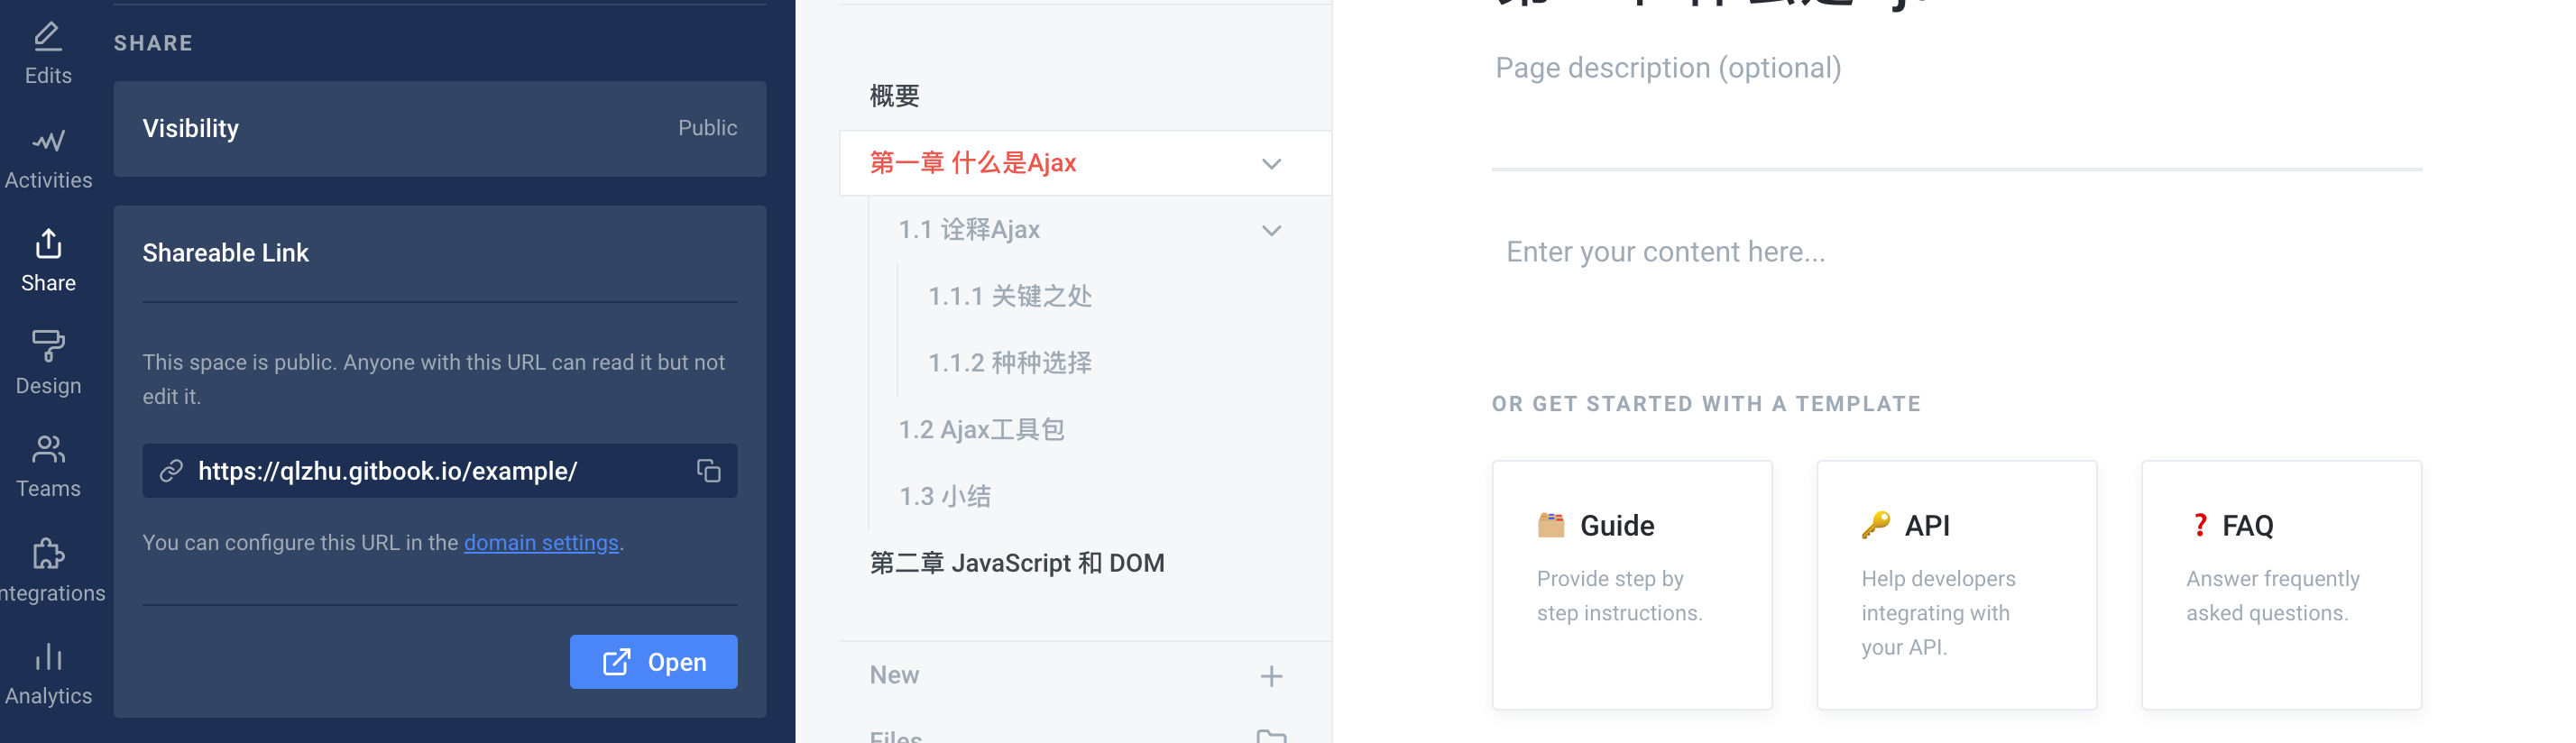 Edits
Activities
Share
Design
Teams
ntegrations
Analytics
SHARE
Visibility
Public
Shareable Link
This space is public. Anyone with this URL can read it but not
edit it.
https://qlzhu.gitbook.io/example/
You can configure this URL in the domain settings.
Open
概要
第一章 什么是Ajax
1.1 诠释Ajax
1.1.1 关键之处
1.1.2 种种选择
1.2 Ajax工具包
1.3 小结
第二章 JavaScript 和 DOM
New
Files
Page description (optional)
Enter your content here...
OR GET STARTED WITH A TEMPLATE
Guide
Provide step by
step instructions.
API
Help developers
integrating with
your API.
FAQ
Answer frequently
asked questions.